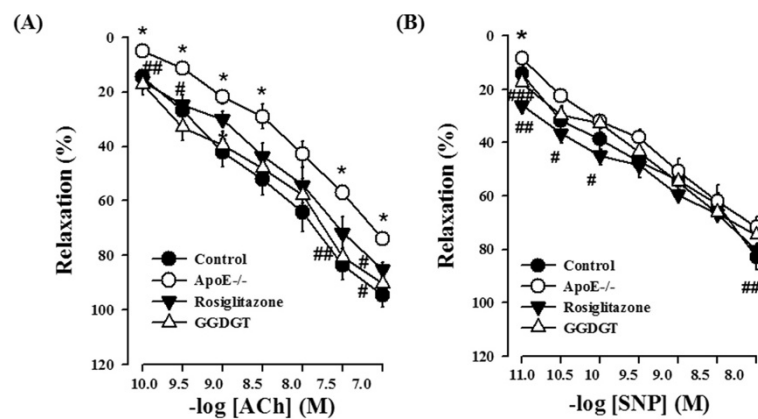 (A)
Relaxation (%)
0
20
40
60
80
100
120
*
*
*
*
*
*
*
##
#
##
#
#
Control
ApoE-/-
Rosiglitazone
GGDGT
10.0 9.5 9.0 8.5 8.0 7.5 7.0
-log [ACh] (M)
(B)
Relaxation (%)
0
20
40
60
80
100
120
*
###
##
#
#
##
Control
ApoE-/-
Rosiglitazone
GGDGT
11.0 10.5 10 9.5 9.0 8.5 8.0
-log [SNP] (M)